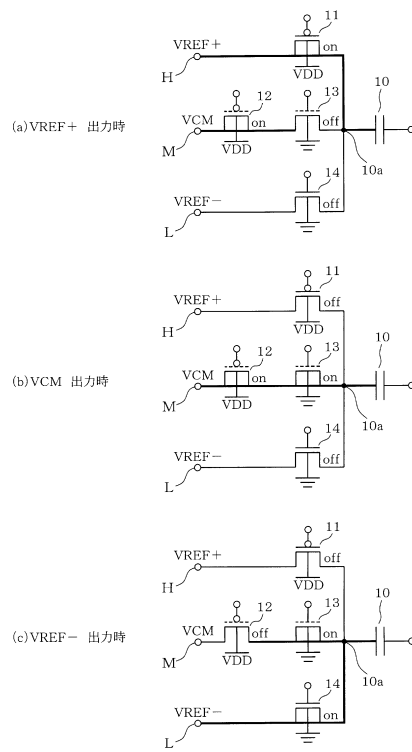 11
VREF+
on
H
VDD
10
12
13
(a)VREF+ 出力時
VCM
on
off
M
VDD
14
10a
VREF−
off
L
11
VREF+
off
H
VDD
10
12
13
(b)VCM 出力時
VCM
on
on
M
VDD
14
10a
VREF−
off
L
11
VREF+
off
H
VDD
10
12
13
(c)VREF− 出力時
VCM
off
on
M
VDD
14
10a
VREF−
on
L